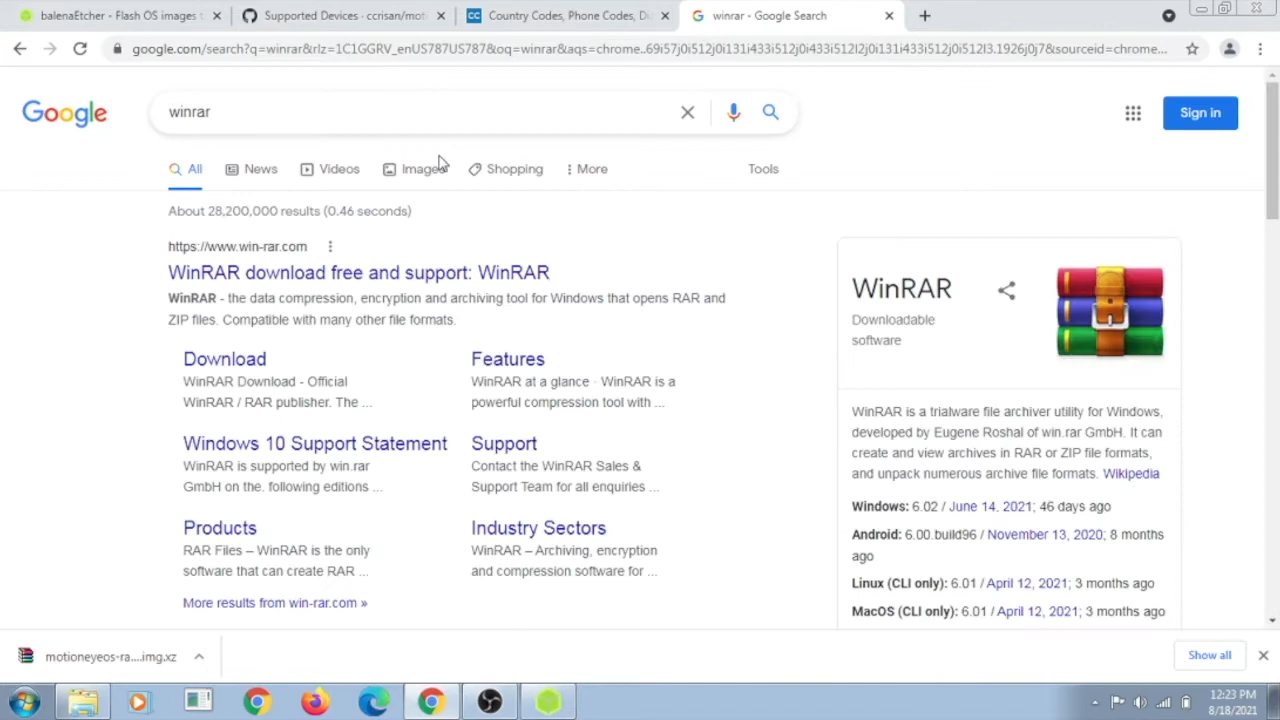 balenaEtcher - Flash OS images t
Supported Devices · ccrisan/mot
Country Codes, Phone Codes, Di
winrar - Google Search
google.com/search?q=winrar&rlz=1C1GGRV_enUS787US787&oq=winrar&aqs=chrome..69i57j0i512j0i131i433i512j0i433i512l2j0i131i433i512j0i512l3.1926j0j7&sourceid=chrome...
Google
winrar
Sign in
All
News
Videos
Images
Shopping
More
Tools
About 28,200,000 results (0.46 seconds)
https://www.win-rar.com
WinRAR download free and support: WinRAR
WinRAR - the data compression, encryption and archiving tool for Windows that opens RAR and
ZIP files. Compatible with many other file formats.
Download
WinRAR Download - Official
WinRAR / RAR publisher. The ...
Features
WinRAR at a glance · WinRAR is a
powerful compression tool with ...
Windows 10 Support Statement
WinRAR is supported by win.rar
GmbH on the. following editions ...
Support
Contact the WinRAR Sales &
Support Team for all enquiries ...
Products
RAR Files – WinRAR is the only
software that can create RAR ...
Industry Sectors
WinRAR – Archiving, encryption
and compression software for ...
More results from win-rar.com »
WinRAR
Downloadable
software
WinRAR is a trialware file archiver utility for Windows,
developed by Eugene Roshal of win.rar GmbH. It can
create and view archives in RAR or ZIP file formats,
and unpack numerous archive file formats. Wikipedia
Windows: 6.02 / June 14, 2021; 46 days ago
Android: 6.00.build96 / November 13, 2020; 8 months
ago
Linux (CLI only): 6.01 / April 12, 2021; 3 months ago
MacOS (CLI only): 6.01 / April 12, 2021; 3 months ago
motioneyeos-ra....img.xz
Show all
12:23 PM
8/18/2021